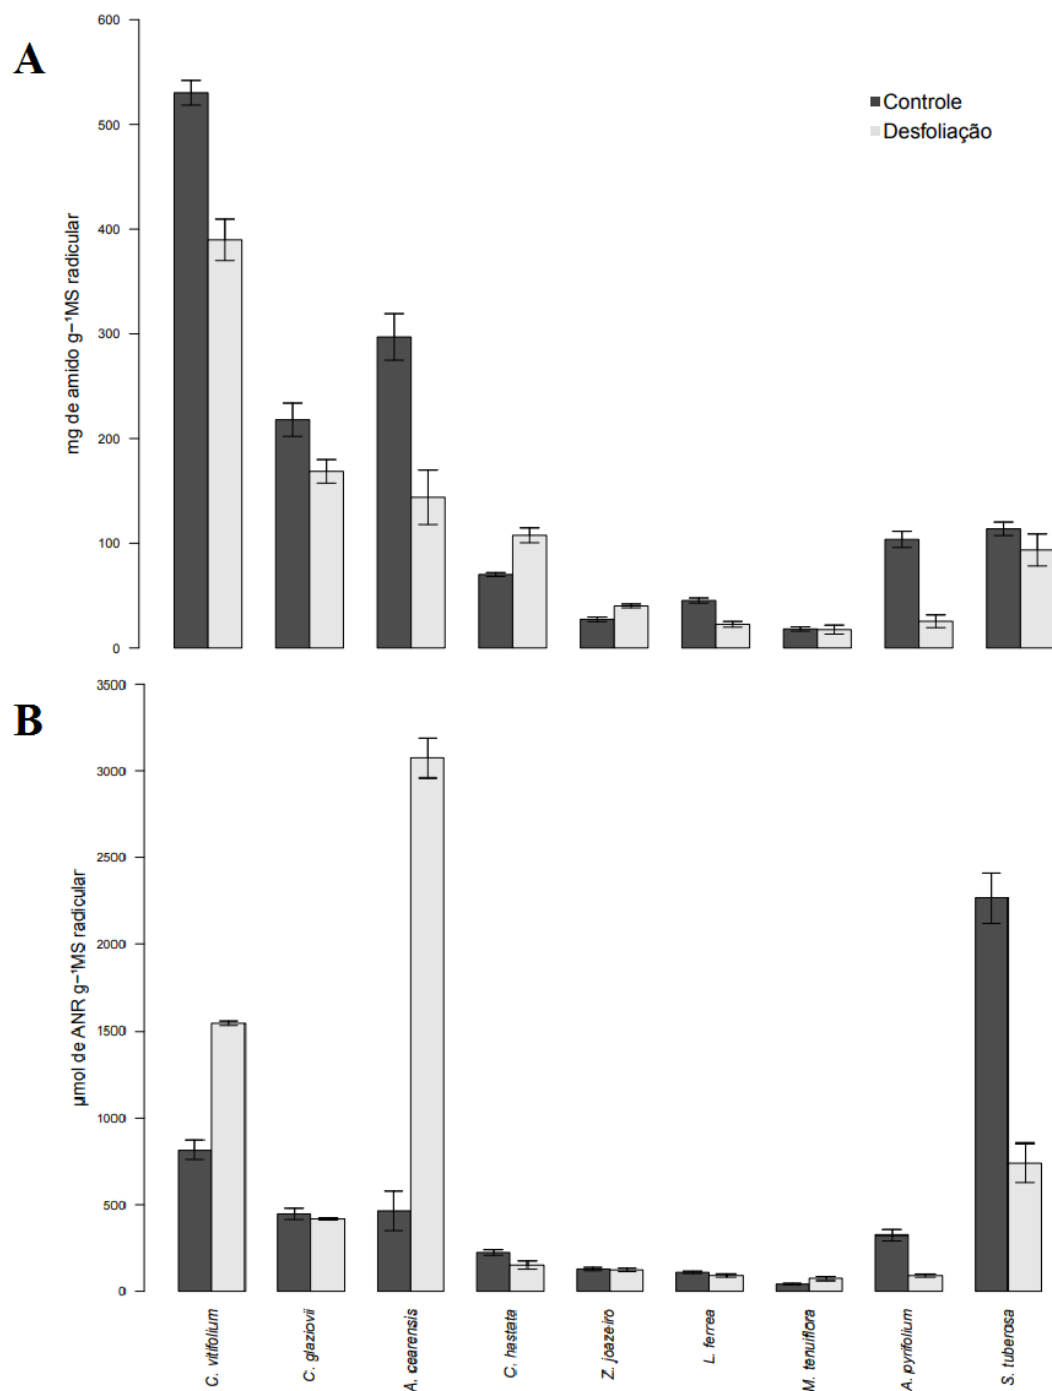 A
600
500
400
300
200
100
0
mg de amido g-¹MS radicular
Controle
Desfoliação
B
3500
3000
2500
2000
1500
1000
500
0
µmol de ANR g-¹MS radicular
C. vitifolium
C. glaziovii
A. cearensis
C. hastata
Z. joazeiro
L. ferrea
M. tenuiflora
A. pyrifolium
S. tuberosa